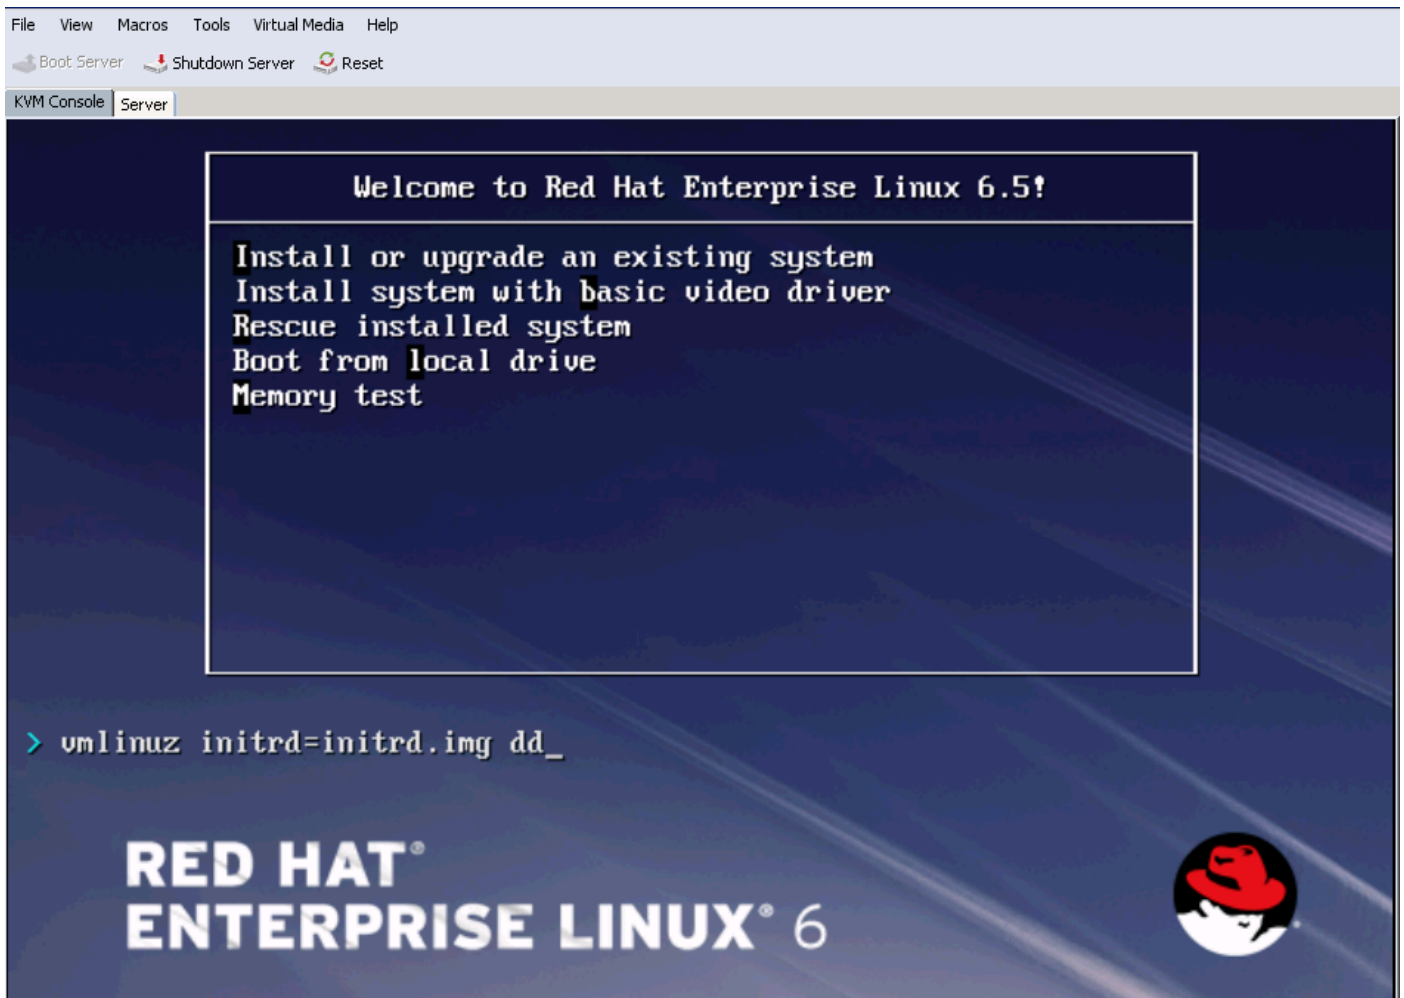 File View Macros Tools Virtual Media Help
Boot Server Shutdown Server Reset
KVM Console Server
Welcome to Red Hat Enterprise Linux 6.5!
Install or upgrade an existing system
Install system with basic video driver
Rescue installed system
Boot from local drive
Memory test
> vmlinuz initrd=initrd.img dd_
RED HAT®
ENTERPRISE LINUX® 6